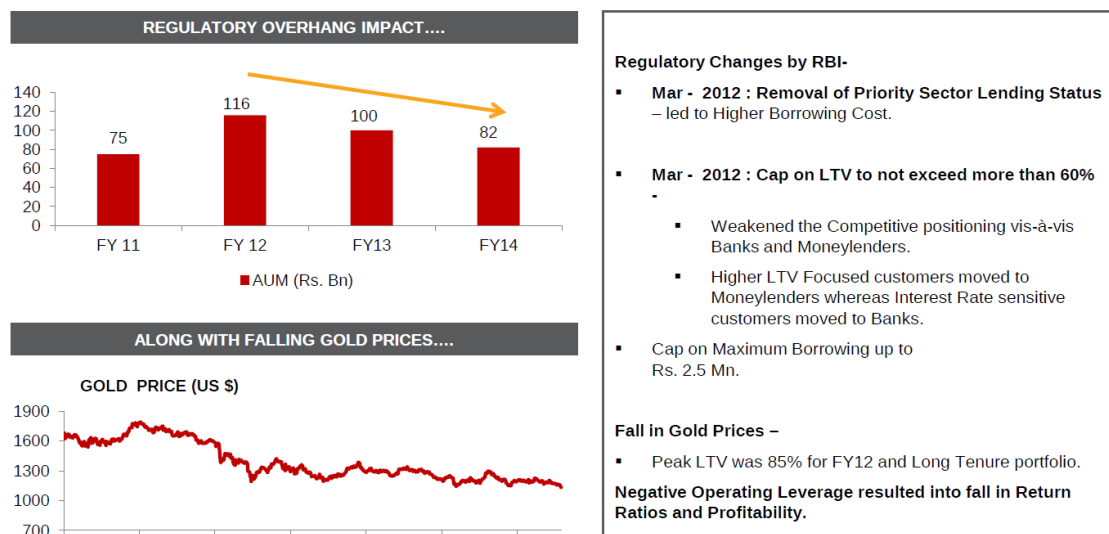 REGULATORY OVERHANG IMPACT....
140
120
100
80
60
40
20
0
75
116
100
82
FY 11
FY 12
FY13
FY14
AUM (Rs. Bn)
ALONG WITH FALLING GOLD PRICES....
GOLD PRICE (US $)
1900
1600
1300
1000
700
Regulatory Changes by RBI-
▪ Mar - 2012 : Removal of Priority Sector Lending Status
– led to Higher Borrowing Cost.
▪ Mar - 2012 : Cap on LTV to not exceed more than 60%
-
▪ Weakened the Competitive positioning vis-à-vis
Banks and Moneylenders.
▪ Higher LTV Focused customers moved to
Moneylenders whereas Interest Rate sensitive
customers moved to Banks.
▪ Cap on Maximum Borrowing up to
Rs. 2.5 Mn.
Fall in Gold Prices –
▪ Peak LTV was 85% for FY12 and Long Tenure portfolio.
Negative Operating Leverage resulted into fall in Return
Ratios and Profitability.